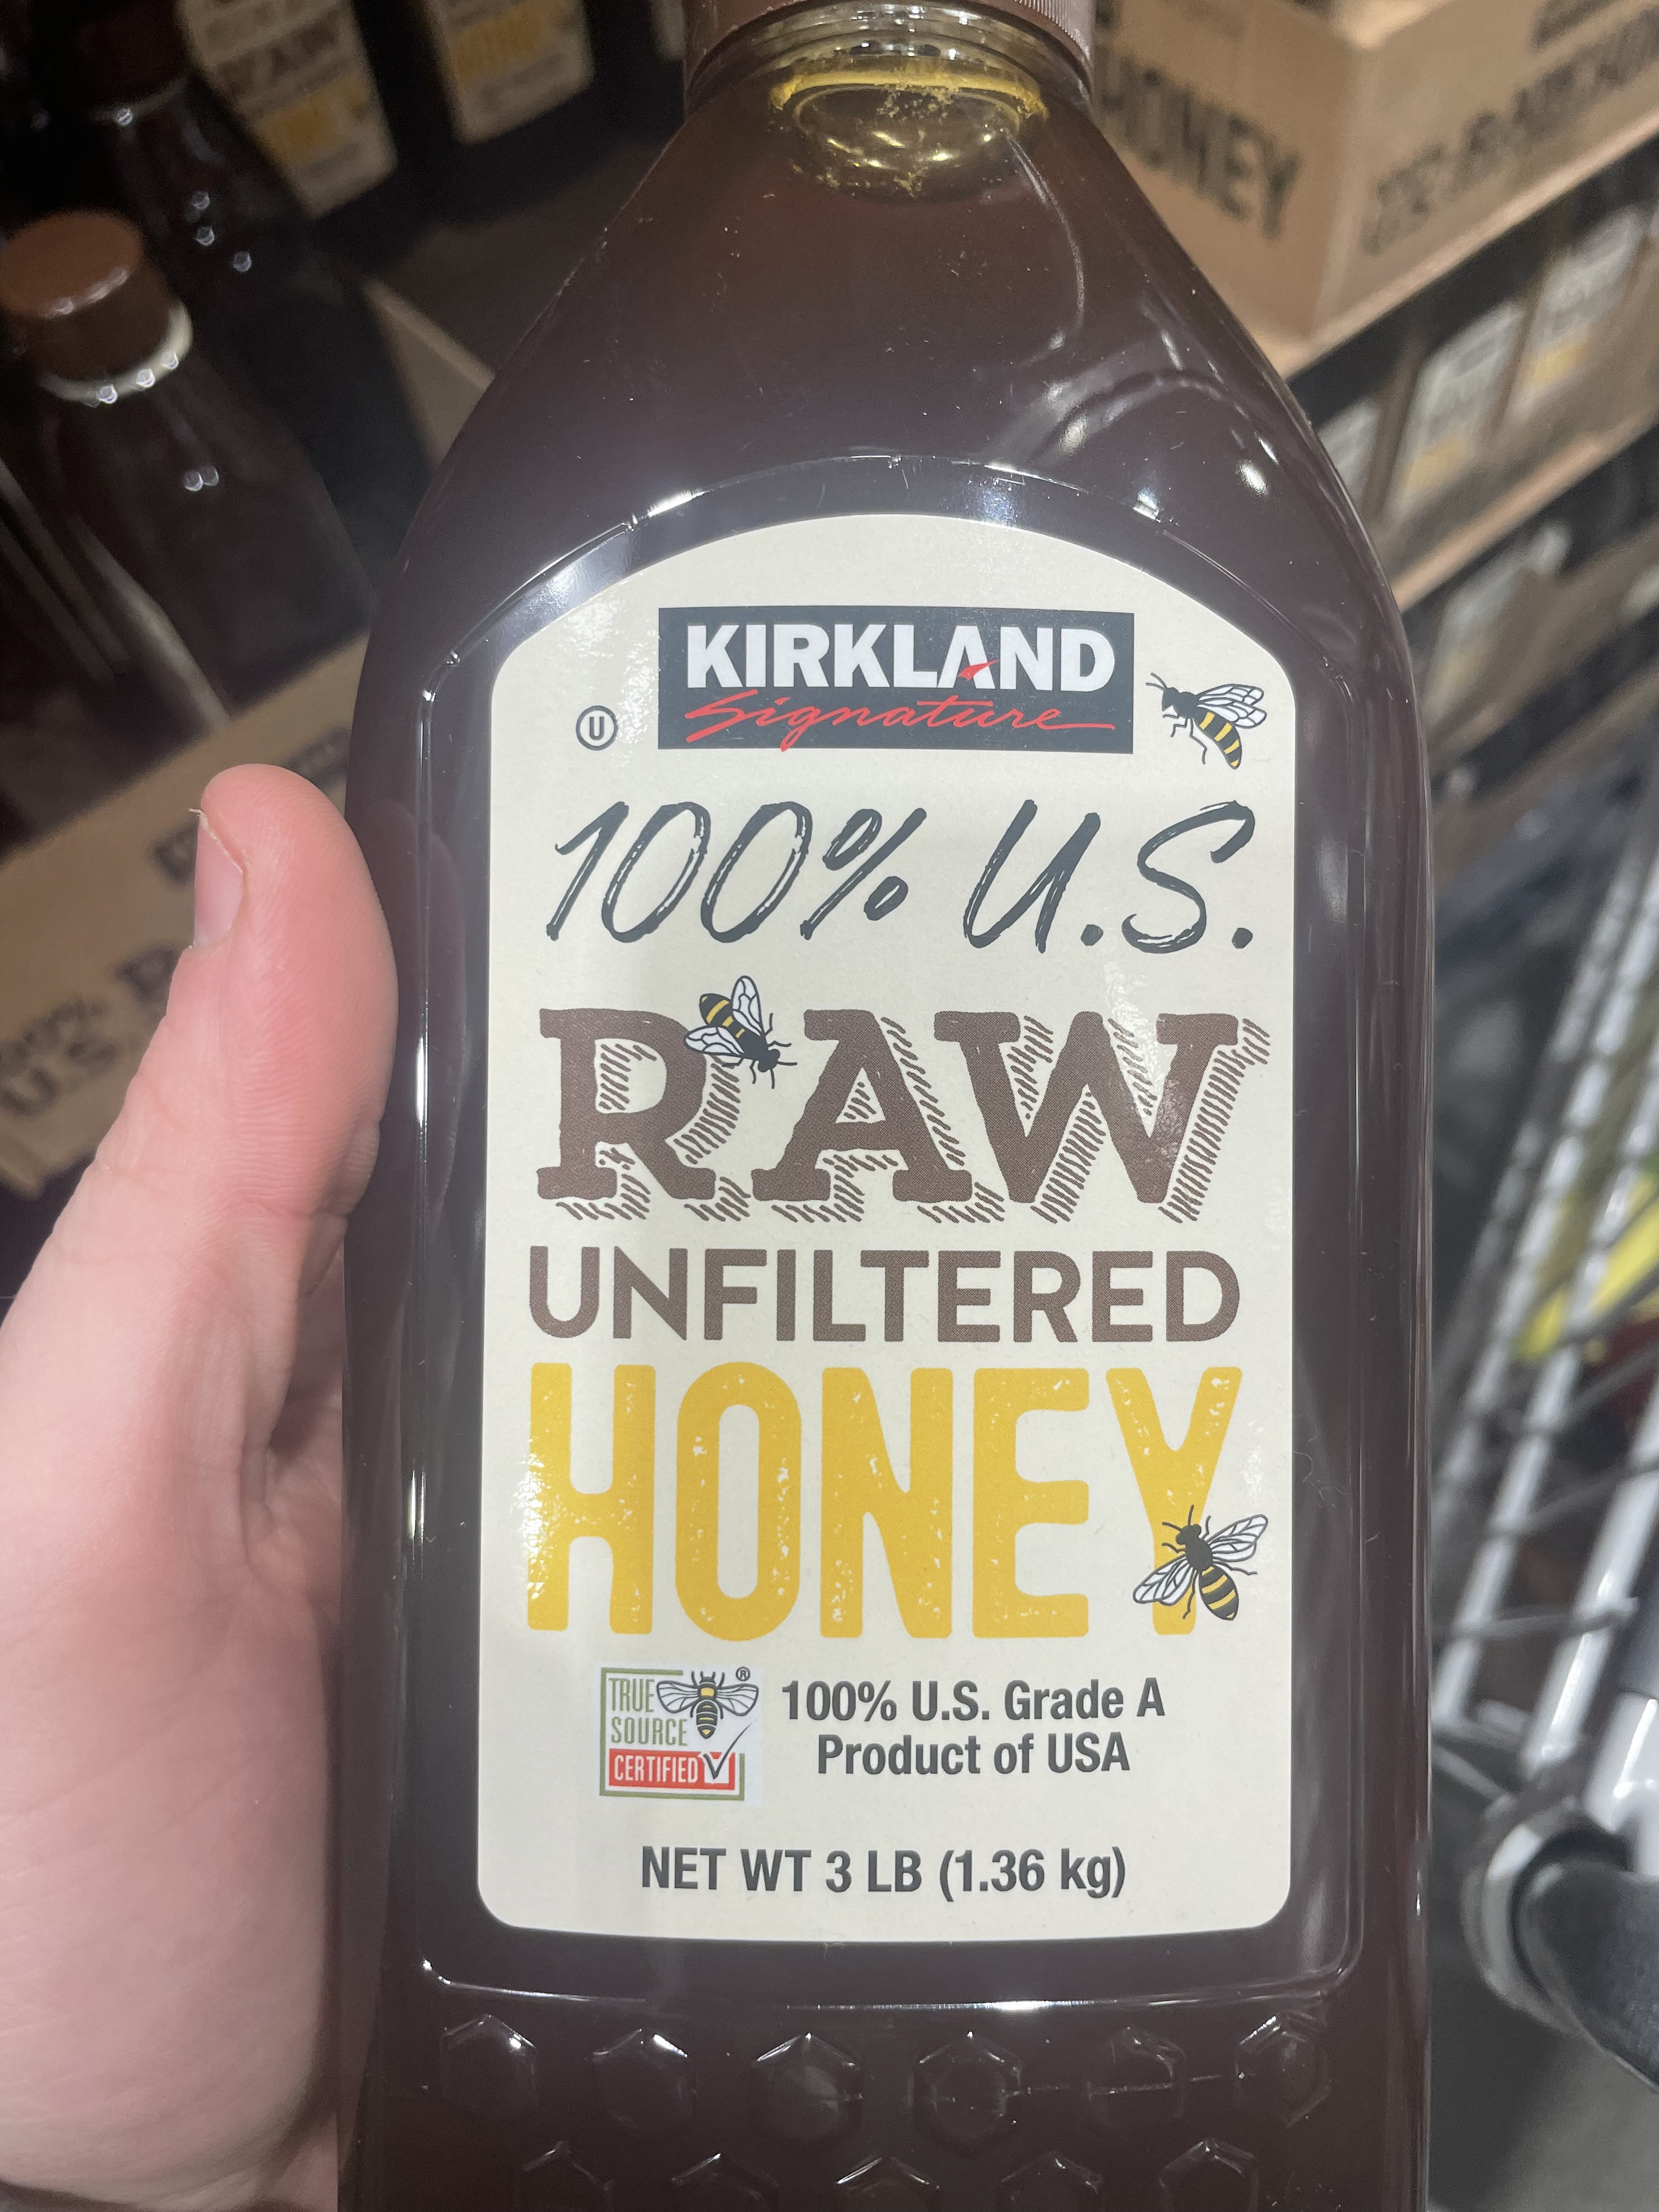 HONEY
KIRKLAND
Signature
U
100% U.S.
RAW
UNFILTERED
HONEY
TRUE
SOURCE
CERTIFIED
®
100% U.S. Grade A
Product of USA
NET WT 3 LB (1.36 kg)
100%
U.S.